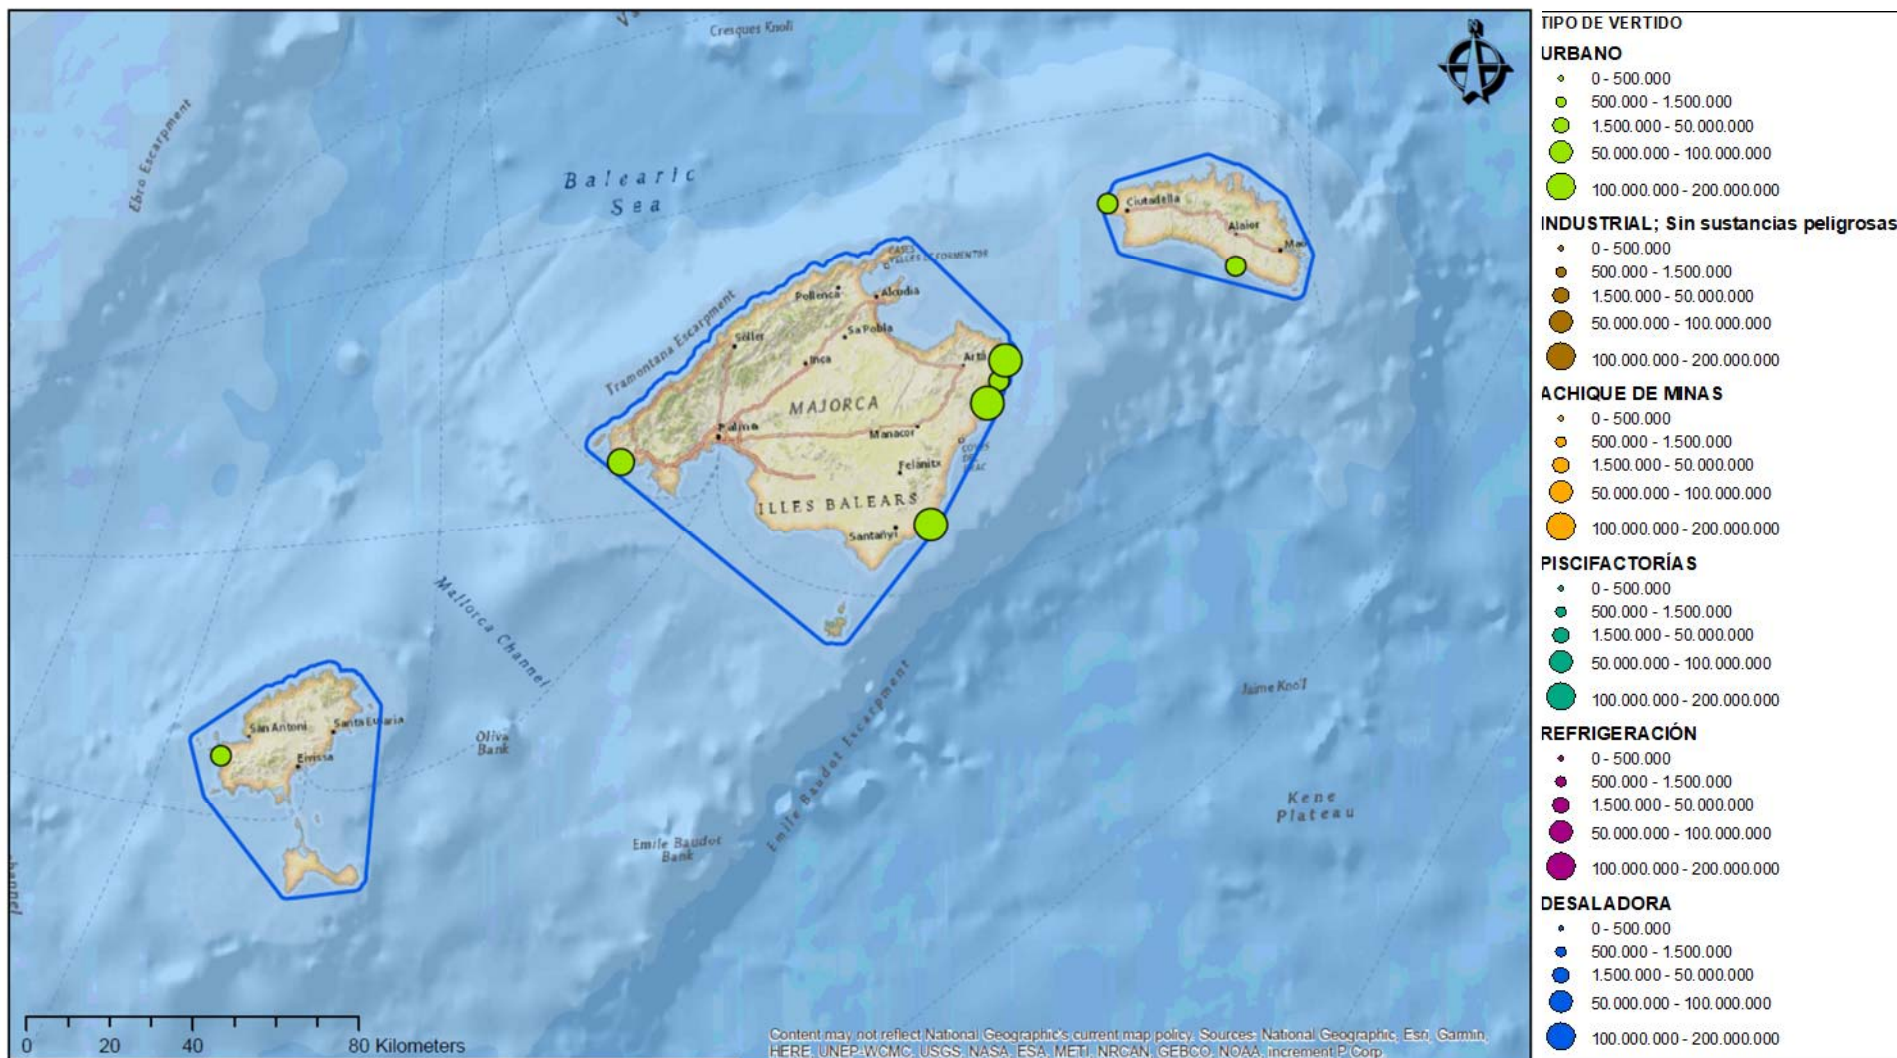 Cresques Knoll
N
Ebro Escarpment
Balearic
Sea
Ciutadella
Alaior
Mao
CASES
VELLES DE FORMENTOR
Pollença
Alcudia
Tramontana Escarpment
Sóller
Sa Pobla
Inca
Artà
MAJORCA
Palma
Manacor
COVES
DEL
DRAC
Felanitx
ILLES BALEARS
Santanyí
Mallorca Channel
San Antoni
Santa Eularia
Eivissa
Oliva
Bank
Emile Baudot Escarpment
Jaime Knoll
Kene
Plateau
Emile Baudot
Bank
0 20 40 80 Kilometers
Content may not reflect National Geographic's current map policy. Sources: National Geographic, Esri, Garmin,
HERE, UNEP-WCMC, USGS, NASA, ESA, METI, NRCAN, GEBCO, NOAA, increment P Corp.
TIPO DE VERTIDO
URBANO
0 - 500.000
500.000 - 1.500.000
1.500.000 - 50.000.000
50.000.000 - 100.000.000
100.000.000 - 200.000.000
INDUSTRIAL; Sin sustancias peligrosas
0 - 500.000
500.000 - 1.500.000
1.500.000 - 50.000.000
50.000.000 - 100.000.000
100.000.000 - 200.000.000
ACHIQUE DE MINAS
0 - 500.000
500.000 - 1.500.000
1.500.000 - 50.000.000
50.000.000 - 100.000.000
100.000.000 - 200.000.000
PISCIFACTORÍAS
0 - 500.000
500.000 - 1.500.000
1.500.000 - 50.000.000
50.000.000 - 100.000.000
100.000.000 - 200.000.000
REFRIGERACIÓN
0 - 500.000
500.000 - 1.500.000
1.500.000 - 50.000.000
50.000.000 - 100.000.000
100.000.000 - 200.000.000
DESALADORA
0 - 500.000
500.000 - 1.500.000
1.500.000 - 50.000.000
50.000.000 - 100.000.000
100.000.000 - 200.000.000